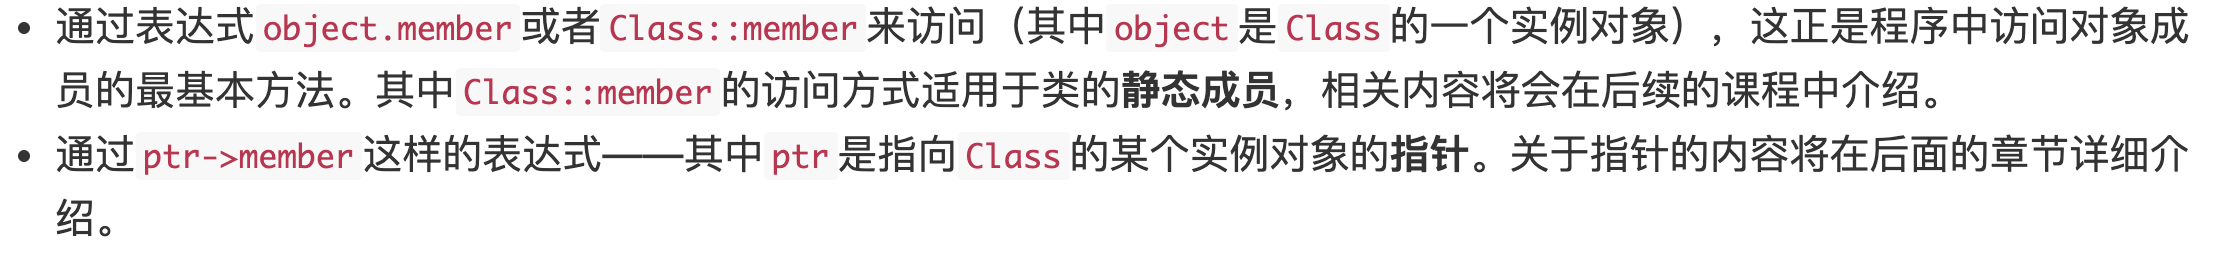 • 通过表达式 object.member 或者 Class::member 来访问（其中 object 是 Class 的一个实例对象），这正是程序中访问对象成
员的最基本方法。其中 Class::member 的访问方式适用于类的静态成员，相关内容将会在后续的课程中介绍。
• 通过 ptr->member 这样的表达式——其中 ptr 是指向 Class 的某个实例对象的指针。关于指针的内容将在后面的章节详细介
绍。